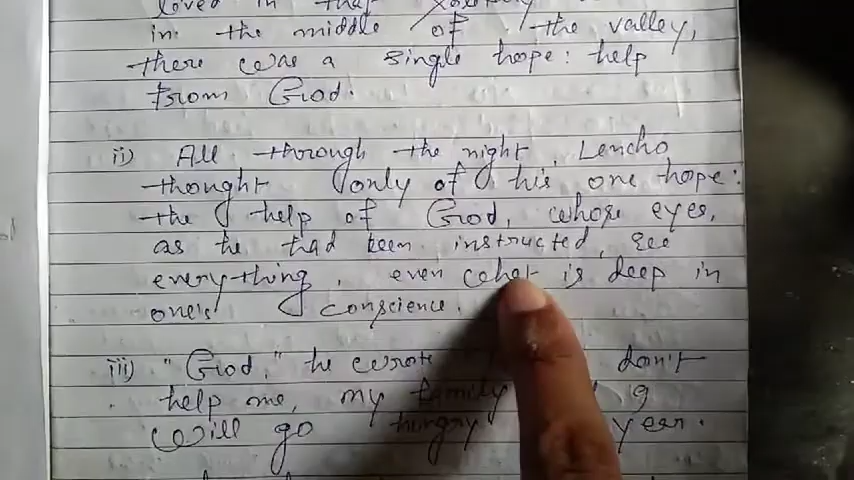 loved in that
in the middle of the valley,
there was a single hope: help
from God.
ii) All through the night, Lencho
thought only of his one hope:
the help of God, whose eyes,
as he had been instructed, see
everything, even what is deep in
one's conscience.
iii) "God," he wrote don't
help me, my family
will go hungry year.